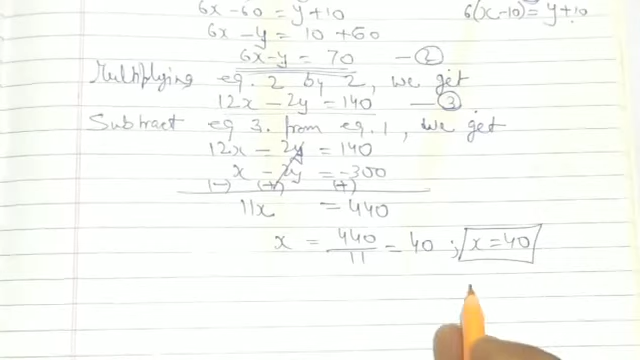 6x - 60 = y + 10
6(x-10) = y + 10
6x - y = 10 + 60
6x - y = 70 — ②
Multiplying eq. 2 by 2, we get
12x - 2y = 140 — ③
Subtract eq 3. from eq. 1, we get
12x - 2y = 140
x - 2y = -300
(-) (+) (+)
11x = 440
x = 440/11 = 40 ; x = 40